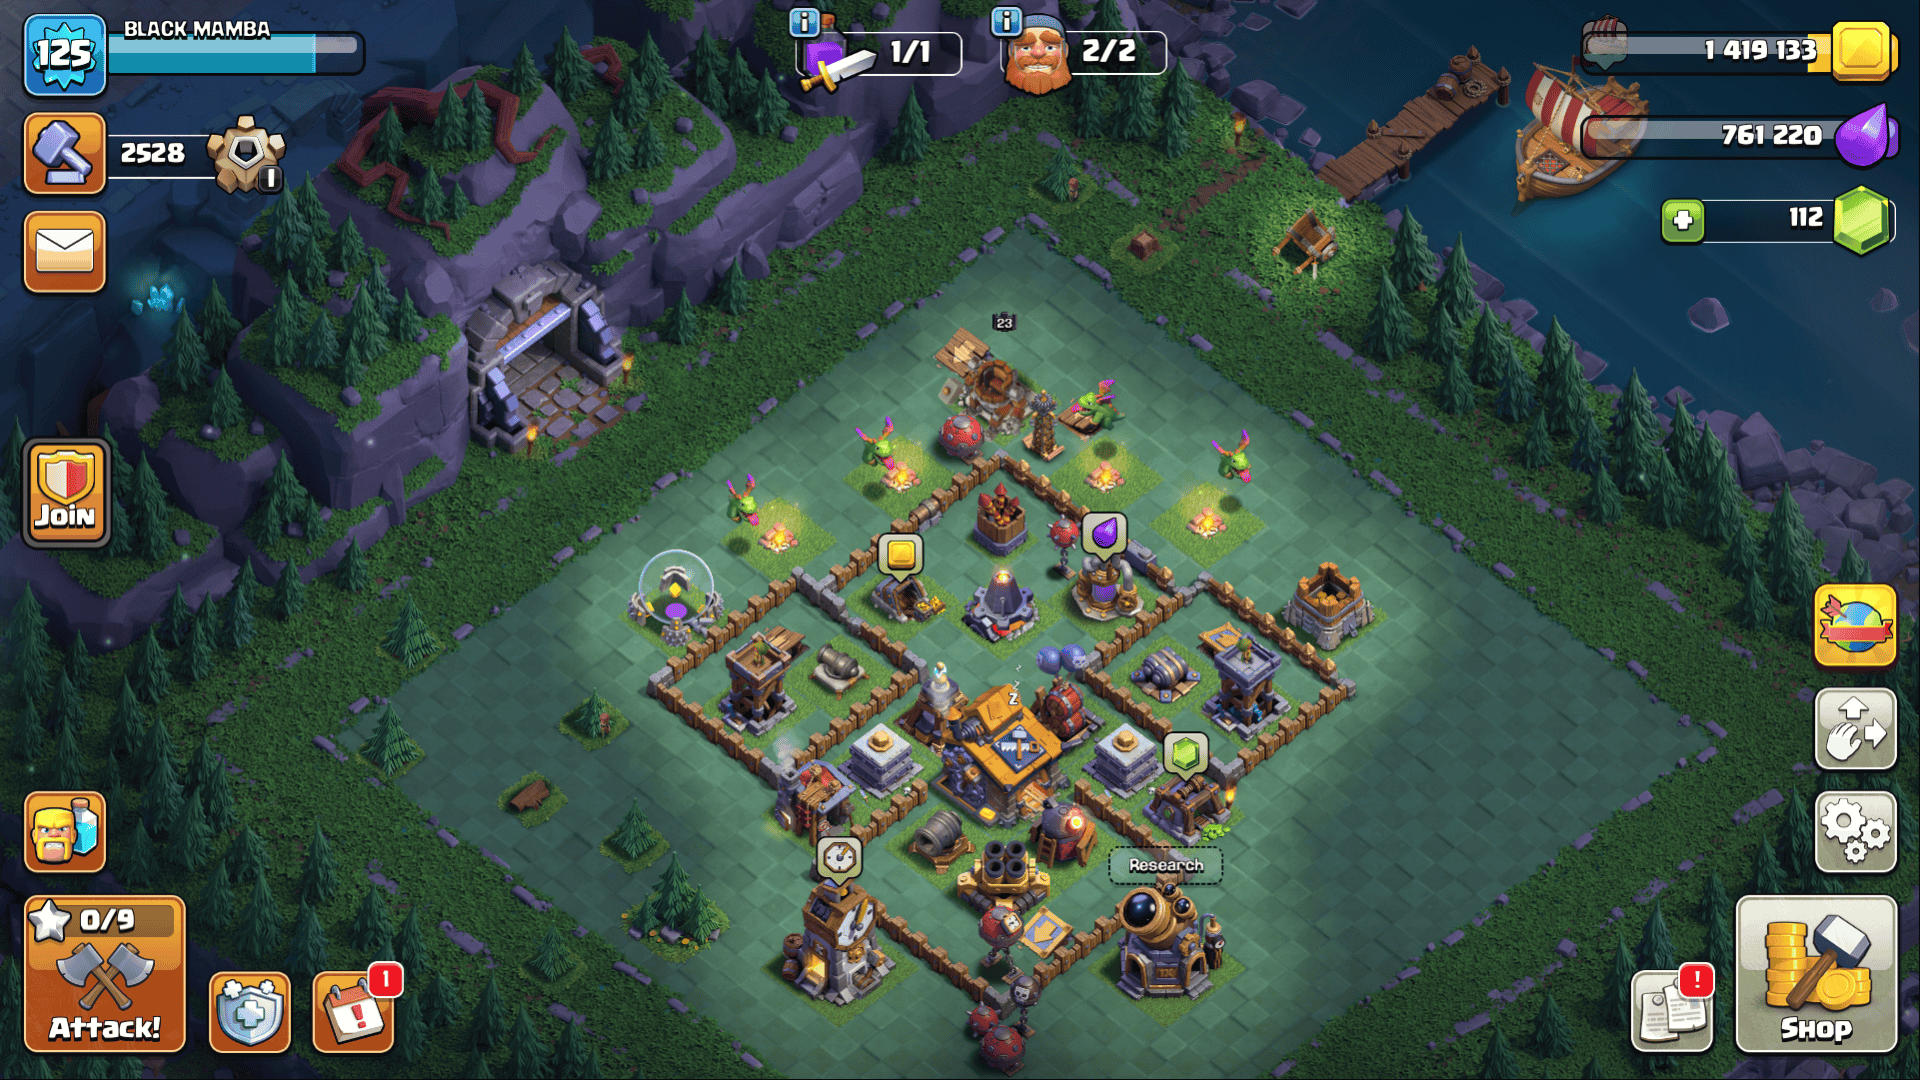 125
BLACK MAMBA
1/1
2/2
1 419 133
2528
I
761 220
112
23
Join
z
z
Z
Research
0/9
Attack!
1
!
Shop